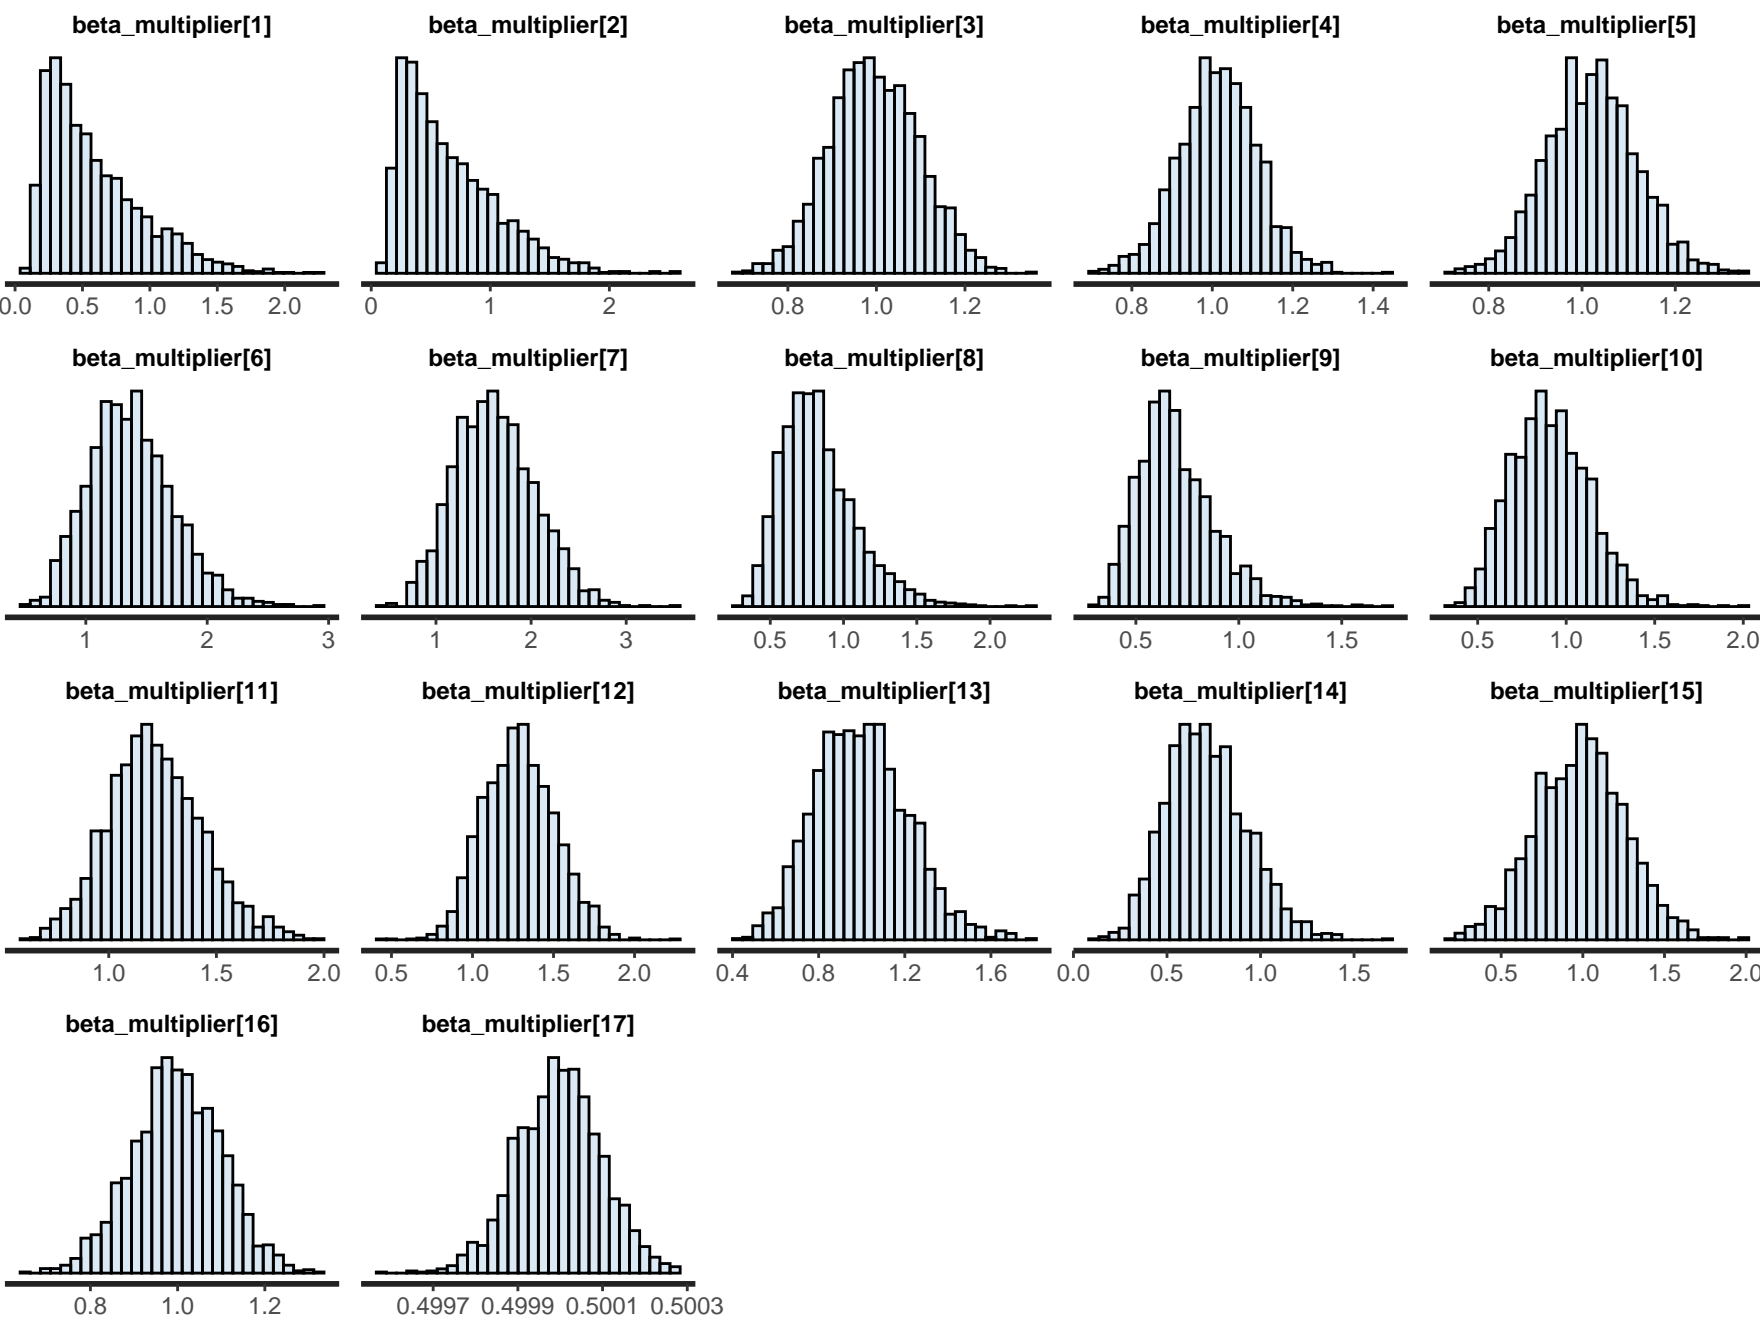 beta_multiplier[1] beta_multiplier[2] beta_multiplier[3] beta_multiplier[4] beta_multiplier[5]
0.0 0.5 1.0 1.5 2.0 0 1 2 0.8 1.0 1.2 0.8 1.0 1.2 1.4 0.8 1.0 1.2
beta_multiplier[6] beta_multiplier[7] beta_multiplier[8] beta_multiplier[9] beta_multiplier[10]
1 2 3 1 2 3 0.5 1.0 1.5 2.0 0.5 1.0 1.5 0.5 1.0 1.5 2.0
beta_multiplier[11] beta_multiplier[12] beta_multiplier[13] beta_multiplier[14] beta_multiplier[15]
1.0 1.5 2.0 0.5 1.0 1.5 2.0 0.4 0.8 1.2 1.6 0.0 0.5 1.0 1.5 0.5 1.0 1.5 2.0
beta_multiplier[16] beta_multiplier[17]
0.8 1.0 1.2 0.4997 0.4999 0.5001 0.5003